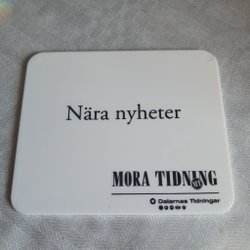 Nära nyheter
MORA TIDNING
Dalarnas Tidningar